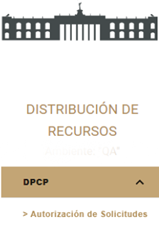 DISTRIBUCIÓN DE
RECURSOS
DPCP
> Autorización de Solicitudes